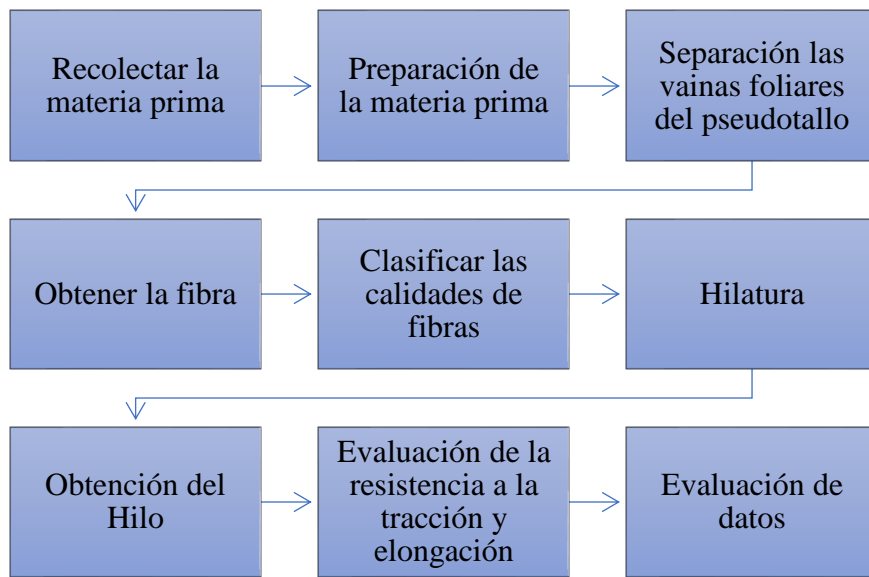 Recolectar la
materia prima
Preparación de
la materia prima
Separación las
vainas foliares
del pseudotallo
Obtener la fibra
Clasificar las
calidades de
fibras
Hilatura
Obtención del
Hilo
Evaluación de la
resistencia a la
tracción y
elongación
Evaluación de
datos